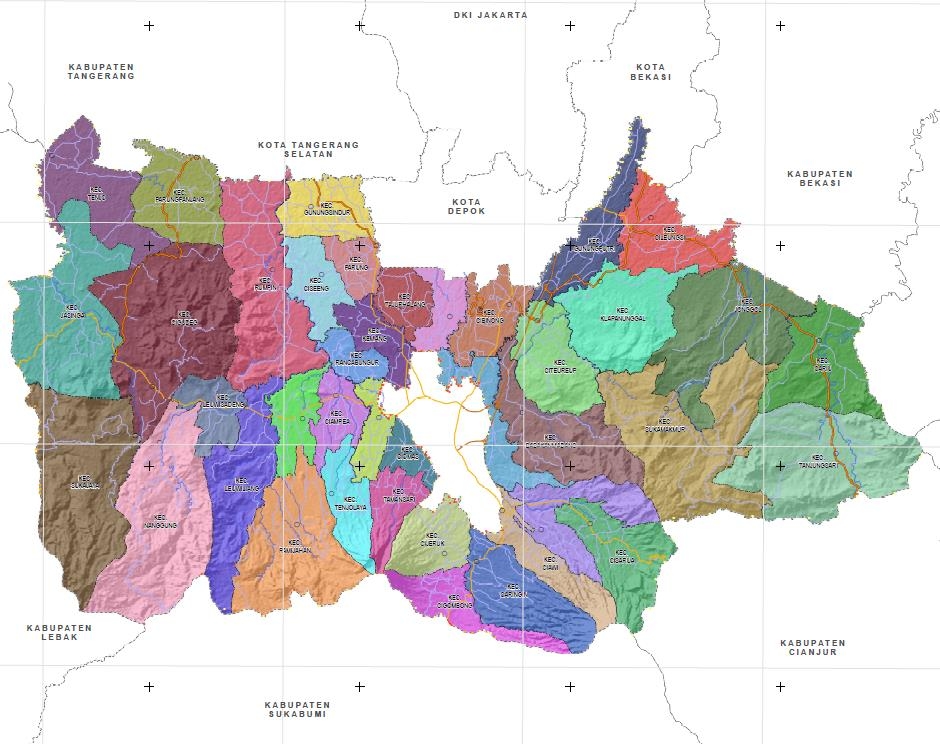 DKI JAKARTA
KABUPATEN
TANGERANG
KOTA
BEKASI
KOTA TANGERANG
SELATAN
KABUPATEN
BEKASI
KOTA
DEPOK
KEC.
TENJO
KEC.
PARUNGPANJANG
KEC.
GUNUNGSINDUR
KEC.
GUNUNGPUTRI
KEC.
CILEUNGSI
KEC.
PARUNG
KEC.
CISEENG
KEC.
RUMPIN
KEC.
TAJURHALANG
KEC.
CIBINONG
KEC.
KLAPANUNGGAL
KEC.
JONGGOL
KEC.
JASINGA
KEC.
CIGUDEG
KEC.
KEMANG
KEC.
RANCABUNGUR
KEC.
CITEUREUP
KEC.
CARIU
KEC.
LEUWISADENG
KEC.
CIAMPEA
KEC.
SUKAMAKMUR
KEC.
CIOMAS
KEC.
TANJUNGSARI
KEC.
SUKAJAYA
KEC.
LEUWILIANG
KEC.
TENJOLAYA
KEC.
TAMANSARI
KEC.
NANGGUNG
KEC.
PAMIJAHAN
KEC.
CIJERUK
KEC.
CIAWI
KEC.
CISARUA
KEC.
CARINGIN
KEC.
CIGOMBONG
KABUPATEN
LEBAK
KABUPATEN
CIANJUR
KABUPATEN
SUKABUMI